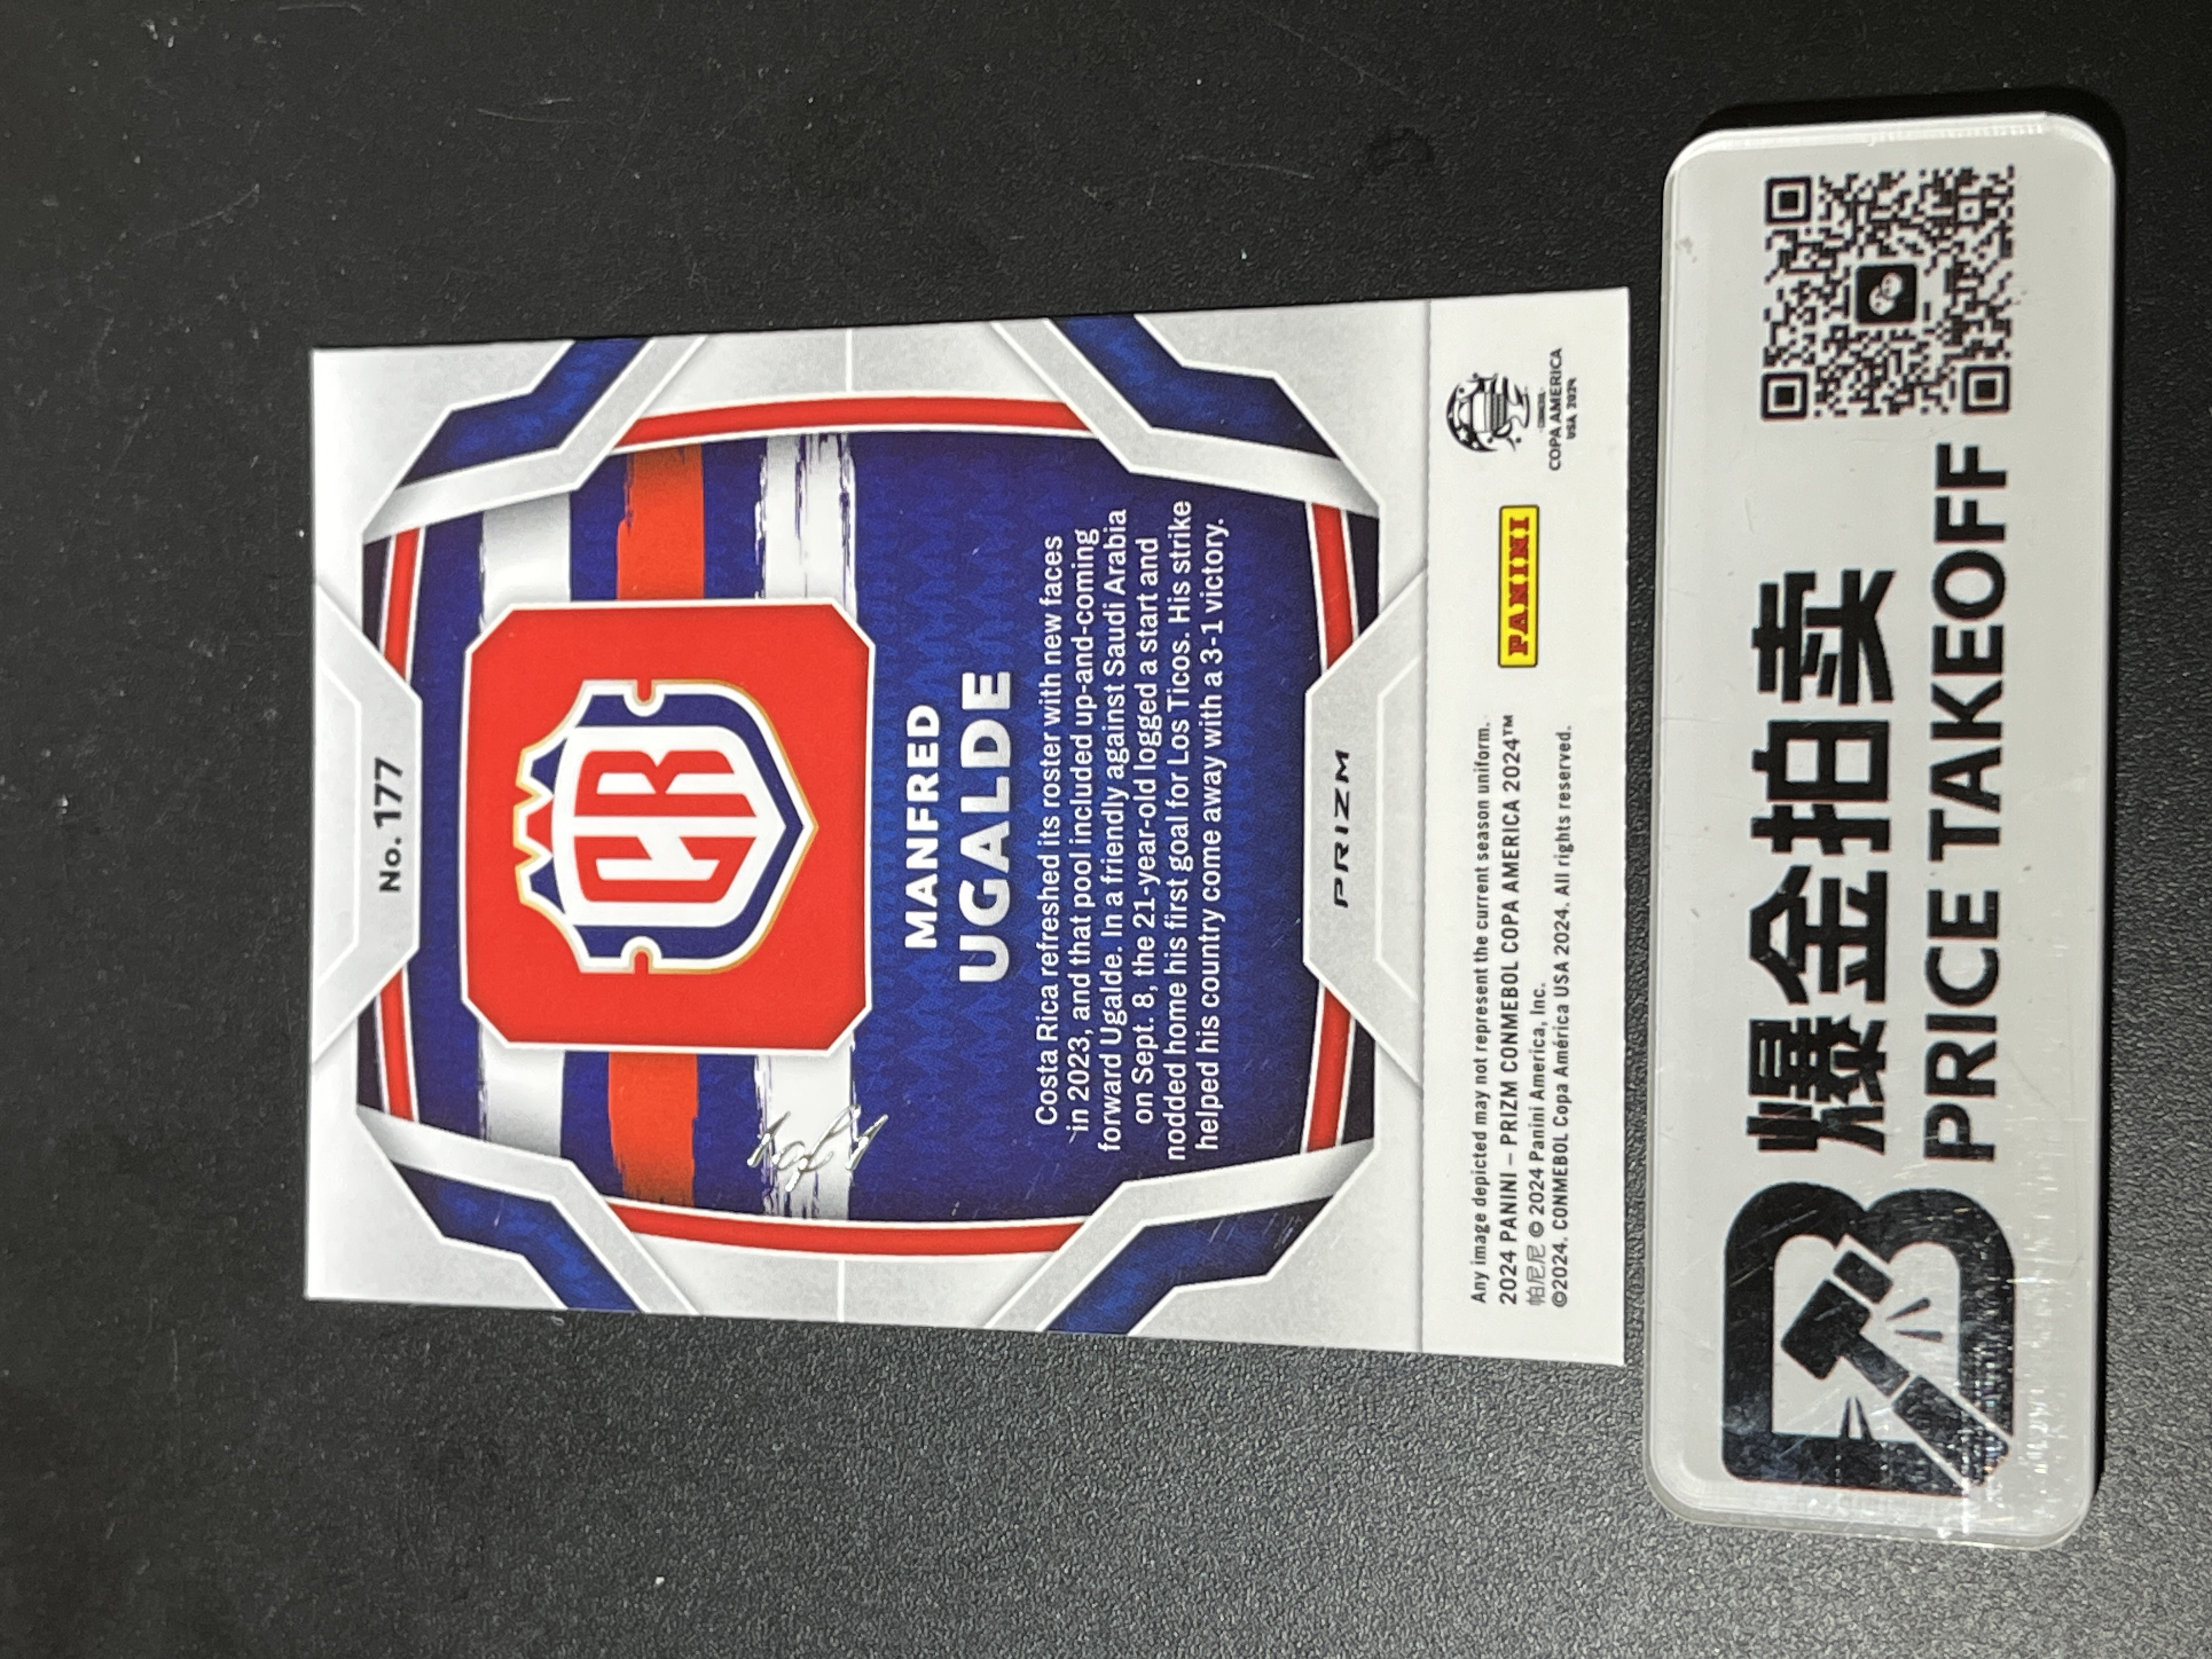 No. 177
CR
MANFRED
UGALDE
1 of 1
Costa Rica refreshed its roster with new faces
in 2023, and that pool included up-and-coming
forward Ugalde. In a friendly against Saudi Arabia
on Sept. 8, the 21-year-old logged a start and
nodded home his first goal for Los Ticos. His strike
helped his country come away with a 3-1 victory.
PRIZM
Any image depicted may not represent the current season uniform.
2024 PANINI – PRIZM CONMEBOL COPA AMERICA 2024™
帕尼尼 © 2024 Panini America, Inc.
©2024. CONMEBOL Copa América USA 2024. All rights reserved.
PANINI
COPA AMERICA
USA 2024
爆金拍卖
PRICE TAKEOFF